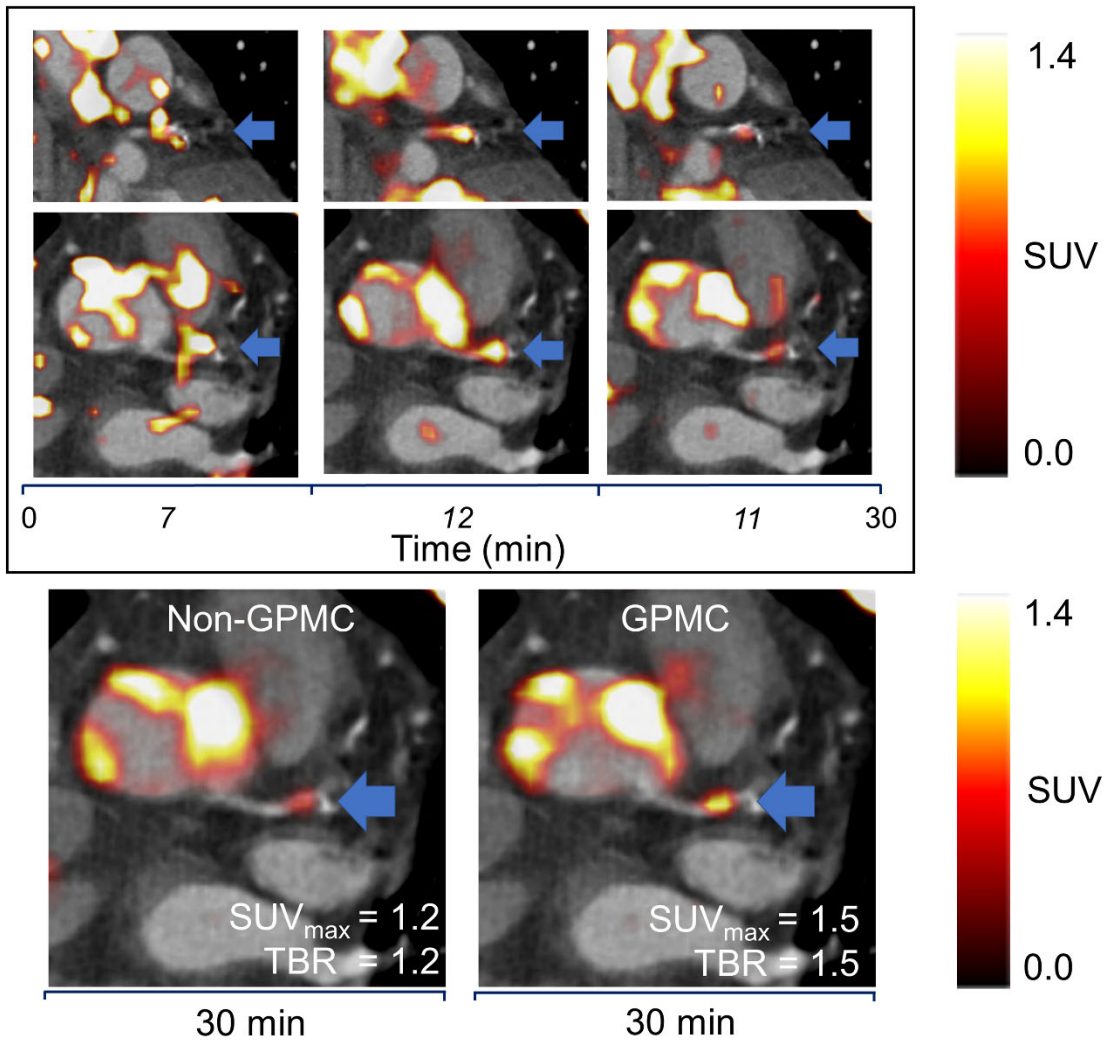 1.4
SUV
0.0
0 7 12 11 30
Time (min)
Non-GPMC
GPMC
1.4
SUV
0.0
SUVmax = 1.2
TBR = 1.2
SUVmax = 1.5
TBR = 1.5
30 min
30 min